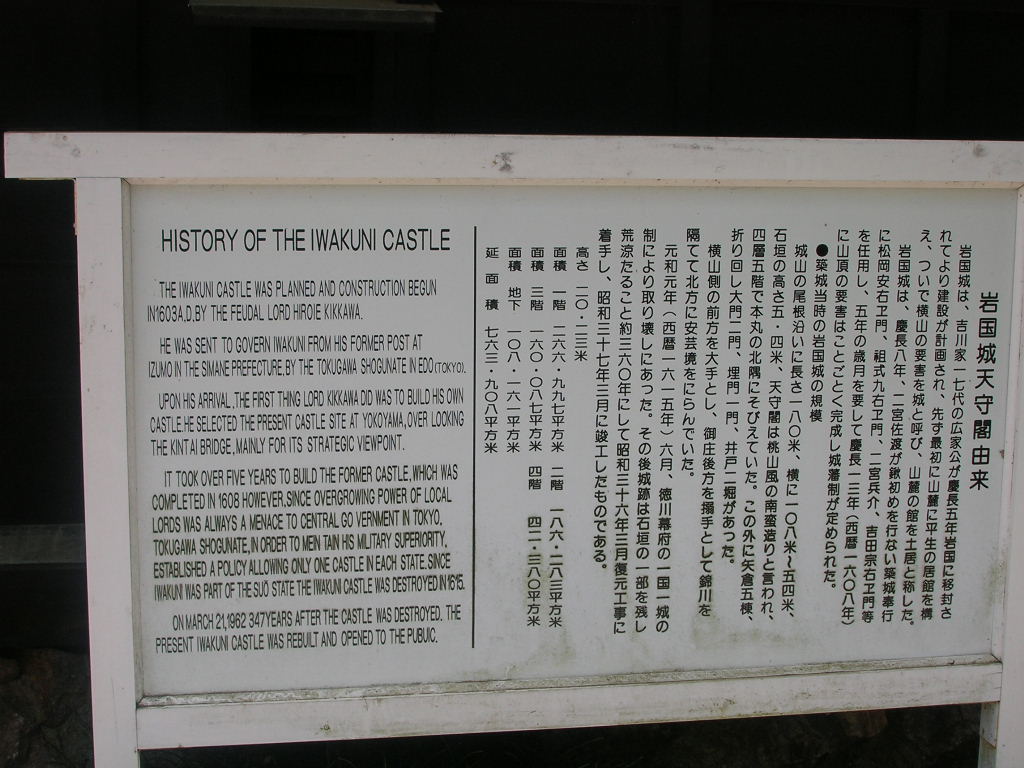 HISTORY OF THE IWAKUNI CASTLE
THE IWAKUNI CASTLE WAS PLANNED AND CONSTRUCTION BEGUN
IN 1603A,D,BY THE FEUDAL LORD HIROIE KIKKAWA.
HE WAS SENT TO GOVERN IWAKUNI FROM HIS FORMER POST AT
IZUMO IN THE SIMANE PREFECTURE,BY THE TOKUGAWA SHOGUNATE IN EDO(TOKYO).
UPON HIS ARRIVAL,THE FIRST THING LORD KIKKAWA DID WAS TO BUILD HIS OWN
CASTLE.HE SELECTED THE PRESENT CASTLE SITE AT YOKOYAMA,OVER LOOKING
THE KINTAI BRIDGE,MAINLY FOR ITS STRATEGIC VIEWPOINT.
IT TOOK OVER FIVE YEARS TO BUILD THE FORMER CASTLE,WHICH WAS
COMPLETED IN 1608 HOWEVER,SINCE OVERGROWING POWER OF LOCAL
LORDS WAS ALWAYS A MENACE TO CENTRAL GO VERNMENT IN TOKYO,
TOKUGAWA SHOGUNATE,IN ORDER TO MEIN TAIN HIS MILITARY SUPERIORITY,
ESTABLISHED A POLICY ALLOWING ONLY ONE CASTLE IN EACH STATE.SINCE
IWAKUNI WAS PART OF THE SUŌ STATE THE IWAKUNI CASTLE WAS DESTROYED IN 1615.
ON MARCH 21,1962 347YEARS AFTER THE CASTLE WAS DESTROYED. THE
PRESENT IWAKUNI CASTLE WAS REBUILT AND OPENED TO THE PUBUIC.
岩国城天守閣由来
岩国城は、吉川家一七代の広家公が慶長五年岩国に移封さ
れてより建設が計画され、先ず最初に山麓に平生の居館を構
え、ついで横山の要害を城と呼び、山麓の館を土居と称した。
岩国城は、慶長八年、二宮佐渡が鍬初めを行ない築城奉行
に松岡安右ヱ門、祖式九右ヱ門、二宮兵介、吉田宗右ヱ門等
を任用し、五年の歳月を要して慶長一三年(西暦一六〇八年)
に山頂の要害はことごとく完成し城藩制が定められた。
●築城当時の岩国城の規模
城山の尾根沿いに長さ一八〇米、横に一〇八米~五四米、
石垣の高さ五・四米、天守閣は桃山風の南蛮造りと言われ、
四層五階で本丸の北隅にそびえていた。この外に矢倉五棟、
折り回し大門二門、埋門一門、井戸二堀があった。
横山側の前方を大手とし、御庄後方を搦手として錦川を
隔てて北方に安芸境をにらんでいた。
元和元年(西暦一六一五年)六月、徳川幕府の一国一城の
制により取り壊しにあった。その後城跡は石垣の一部を残し
荒涼たること約三六〇年にして昭和三十六年三月復元工事に
着手し、昭和三十七年三月に竣工したものである。
高さ 二〇・二三米
面積 一階 二六六・九九七平方米 二階 一八六・二八三平方米
面積 三階 一六〇・〇八七平方米 四階 四二・三八〇平方米
面積 地下 一〇八・一六一平方米
延面積 七六三・九〇八平方米